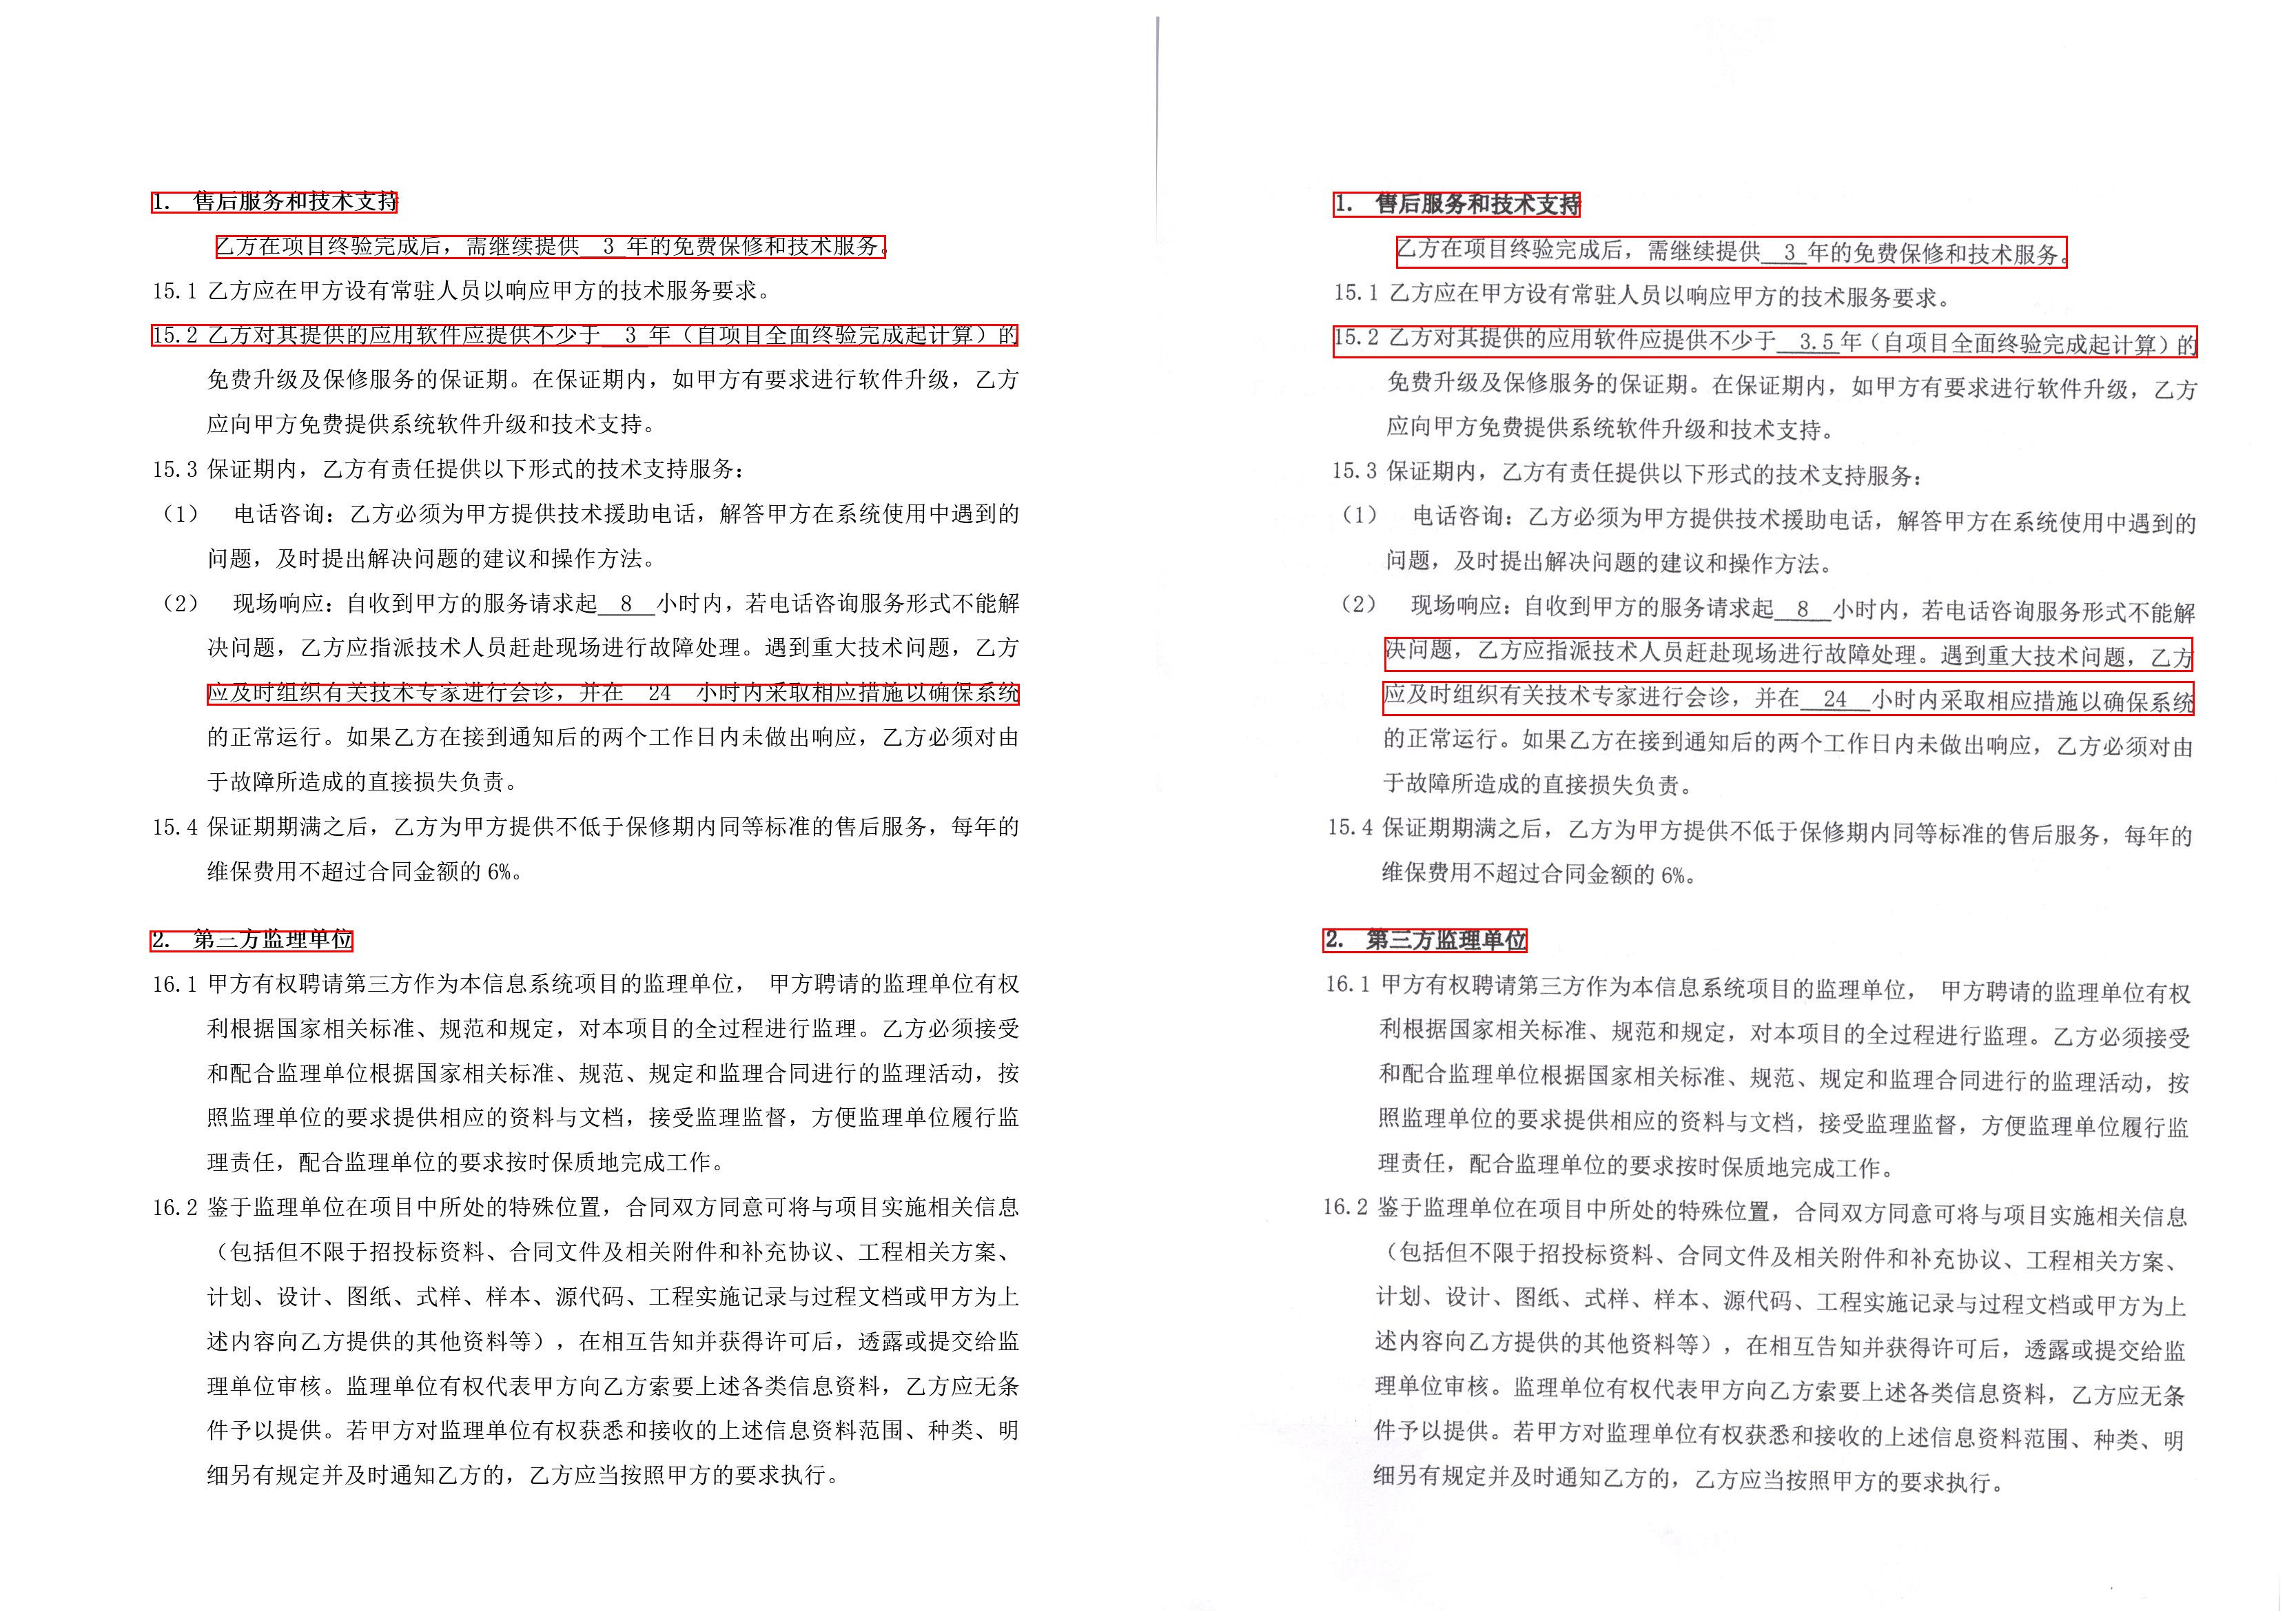 1. 售后服务和技术支持
乙方在项目终验完成后，需继续提供 3 年的免费保修和技术服务。
15.1 乙方应在甲方设有常驻人员以响应甲方的技术服务要求。
15.2 乙方对其提供的应用软件应提供不少于 3 年（自项目全面终验完成起计算）的
免费升级及保修服务的保证期。在保证期内，如甲方有要求进行软件升级，乙方
应向甲方免费提供系统软件升级和技术支持。
15.3 保证期内，乙方有责任提供以下形式的技术支持服务：
（1） 电话咨询：乙方必须为甲方提供技术援助电话，解答甲方在系统使用中遇到的
问题，及时提出解决问题的建议和操作方法。
（2） 现场响应：自收到甲方的服务请求起 8 小时内，若电话咨询服务形式不能解
决问题，乙方应指派技术人员赶赴现场进行故障处理。遇到重大技术问题，乙方
应及时组织有关技术专家进行会诊，并在 24 小时内采取相应措施以确保系统
的正常运行。如果乙方在接到通知后的两个工作日内未做出响应，乙方必须对由
于故障所造成的直接损失负责。
15.4 保证期期满之后，乙方为甲方提供不低于保修期内同等标准的售后服务，每年的
维保费用不超过合同金额的 6%。
2. 第三方监理单位
16.1 甲方有权聘请第三方作为本信息系统项目的监理单位， 甲方聘请的监理单位有权
利根据国家相关标准、规范和规定，对本项目的全过程进行监理。乙方必须接受
和配合监理单位根据国家相关标准、规范、规定和监理合同进行的监理活动，按
照监理单位的要求提供相应的资料与文档，接受监理监督，方便监理单位履行监
理责任，配合监理单位的要求按时保质地完成工作。
16.2 鉴于监理单位在项目中所处的特殊位置，合同双方同意可将与项目实施相关信息
（包括但不限于招投标资料、合同文件及相关附件和补充协议、工程相关方案、
计划、设计、图纸、式样、样本、源代码、工程实施记录与过程文档或甲方为上
述内容向乙方提供的其他资料等），在相互告知并获得许可后，透露或提交给监
理单位审核。监理单位有权代表甲方向乙方索要上述各类信息资料，乙方应无条
件予以提供。若甲方对监理单位有权获悉和接收的上述信息资料范围、种类、明
细另有规定并及时通知乙方的，乙方应当按照甲方的要求执行。
1. 售后服务和技术支持
乙方在项目终验完成后，需继续提供 3 年的免费保修和技术服务。
15.1 乙方应在甲方设有常驻人员以响应甲方的技术服务要求。
15.2 乙方对其提供的应用软件应提供不少于 3.5 年（自项目全面终验完成起计算）的
免费升级及保修服务的保证期。在保证期内，如甲方有要求进行软件升级，乙方
应向甲方免费提供系统软件升级和技术支持。
15.3 保证期内，乙方有责任提供以下形式的技术支持服务：
（1） 电话咨询：乙方必须为甲方提供技术援助电话，解答甲方在系统使用中遇到的
问题，及时提出解决问题的建议和操作方法。
（2） 现场响应：自收到甲方的服务请求起 8 小时内，若电话咨询服务形式不能解
决问题，乙方应指派技术人员赶赴现场进行故障处理。遇到重大技术问题，乙方
应及时组织有关技术专家进行会诊，并在 24 小时内采取相应措施以确保系统
的正常运行。如果乙方在接到通知后的两个工作日内未做出响应，乙方必须对由
于故障所造成的直接损失负责。
15.4 保证期期满之后，乙方为甲方提供不低于保修期内同等标准的售后服务，每年的
维保费用不超过合同金额的 6%。
2. 第三方监理单位
16.1 甲方有权聘请第三方作为本信息系统项目的监理单位， 甲方聘请的监理单位有权
利根据国家相关标准、规范和规定，对本项目的全过程进行监理。乙方必须接受
和配合监理单位根据国家相关标准、规范、规定和监理合同进行的监理活动，按
照监理单位的要求提供相应的资料与文档，接受监理监督，方便监理单位履行监
理责任，配合监理单位的要求按时保质地完成工作。
16.2 鉴于监理单位在项目中所处的特殊位置，合同双方同意可将与项目实施相关信息
（包括但不限于招投标资料、合同文件及相关附件和补充协议、工程相关方案、
计划、设计、图纸、式样、样本、源代码、工程实施记录与过程文档或甲方为上
述内容向乙方提供的其他资料等），在相互告知并获得许可后，透露或提交给监
理单位审核。监理单位有权代表甲方向乙方索要上述各类信息资料，乙方应无条
件予以提供。若甲方对监理单位有权获悉和接收的上述信息资料范围、种类、明
细另有规定并及时通知乙方的，乙方应当按照甲方的要求执行。